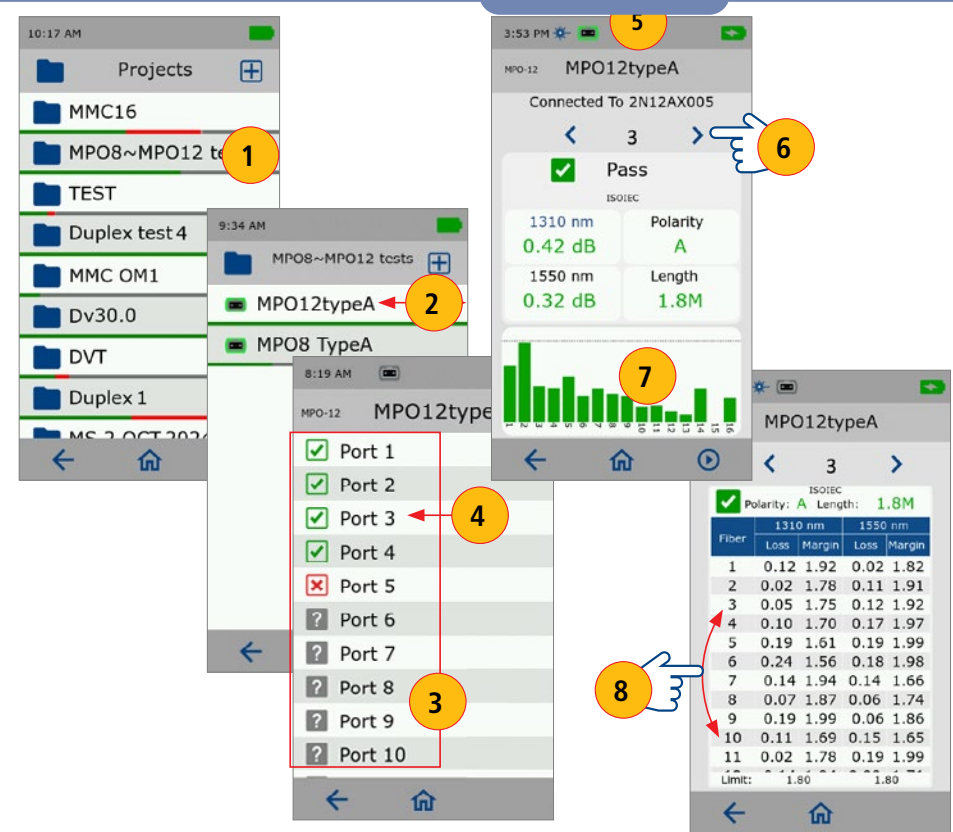 10:17 AM
Projects
MMC16
MPO8~MPO12 te
1
TEST
Duplex test 4
MMC OM1
Dv30.0
DVT
Duplex 1
MS 2 OCT 202
9:34 AM
MPO8~MPO12 tests
MPO12typeA
2
MPO8 TypeA
8:19 AM
MPO-12 MPO12type
Port 1
Port 2
Port 3
4
Port 4
Port 5
Port 6
Port 7
Port 8
3
Port 9
Port 10
5
3:53 PM
MPO-12 MPO12typeA
Connected To 2N12AX005
3
6
Pass
ISOIEC
1310 nm Polarity
0.42 dB A
1550 nm Length
0.32 dB 1.8M
7
1 2 3 4 5 6 7 8 9 10 11 12 13 14 15 16
MPO12typeA
3
ISOIEC
Polarity: A Length: 1.8M
1310 nm 1550 nm
Fiber Loss Margin Loss Margin
1 0.12 1.92 0.02 1.82
2 0.02 1.78 0.11 1.91
3 0.05 1.75 0.12 1.92
4 0.10 1.70 0.17 1.97
5 0.19 1.61 0.19 1.99
6 0.24 1.56 0.18 1.98
7 0.14 1.94 0.14 1.66
8
8 0.07 1.87 0.06 1.74
9 0.19 1.99 0.06 1.86
10 0.11 1.69 0.15 1.65
11 0.02 1.78 0.19 1.99
Limit: 1.80 1.80